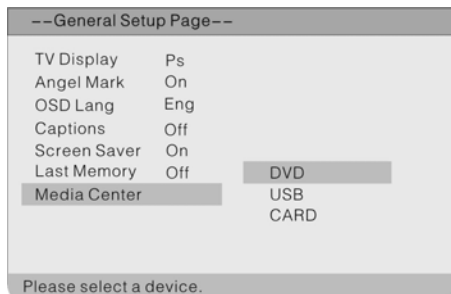 --General Setup Page--
TV Display Ps
Angel Mark On
OSD Lang Eng
Captions Off
Screen Saver On
Last Memory Off DVD
Media Center USB
CARD
Please select a device.